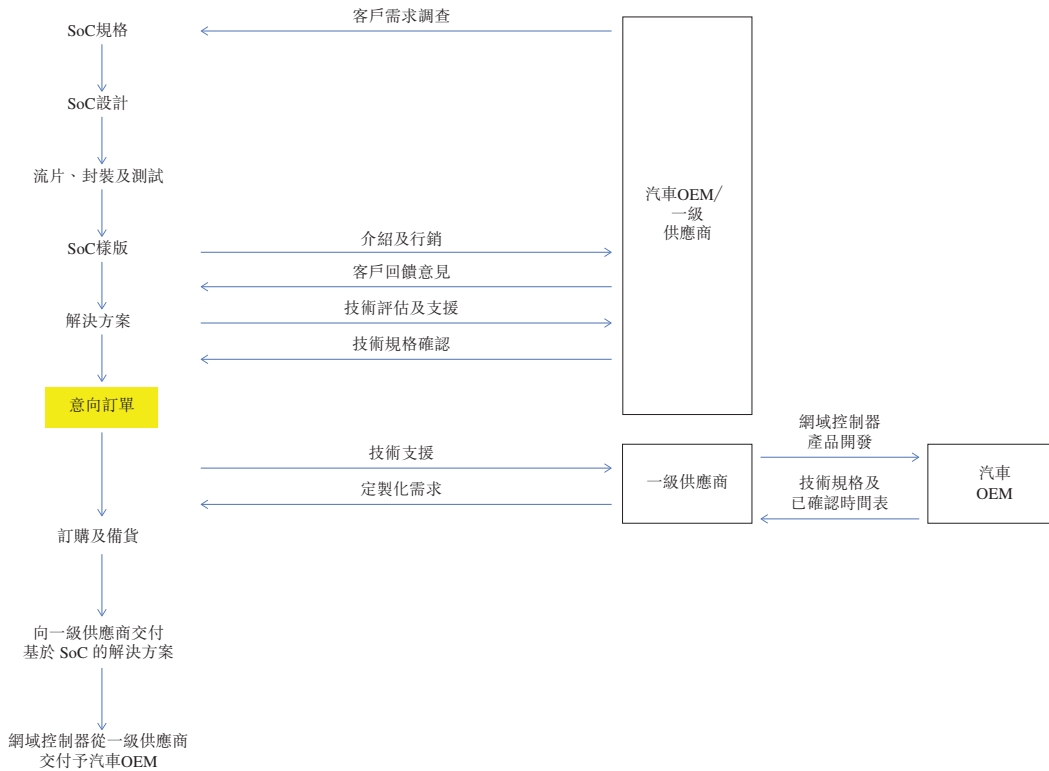 客戶需求調查
SoC規格
SoC設計
流片、封裝及測試
汽車OEM/
一級
供應商
介紹及行銷
SoC樣版
客戶回饋意見
技術評估及支援
解決方案
技術規格確認
意向訂單
網域控制器
產品開發
技術支援
一級供應商
汽車
OEM
定製化需求
技術規格及
已確認時間表
訂購及備貨
向一級供應商交付
基於 SoC 的解決方案
網域控制器從一級供應商
交付予汽車OEM